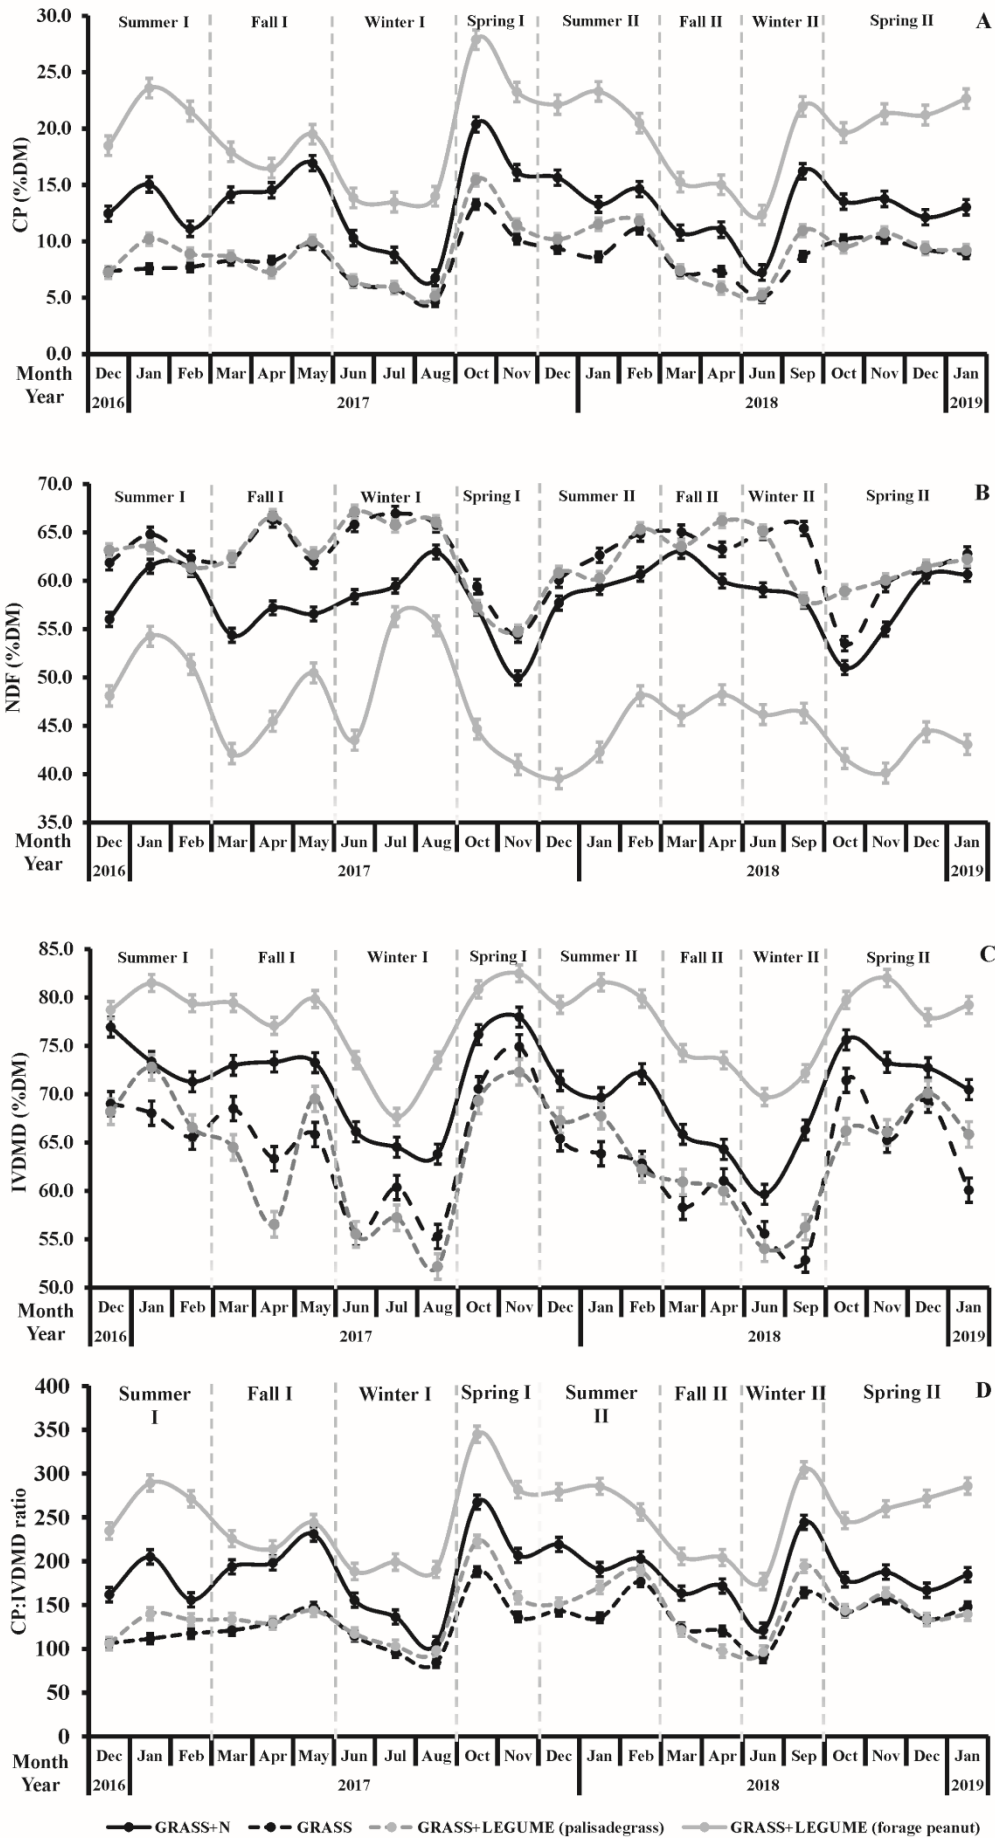 Summer I Fall I Winter I Spring I Summer II Fall II Winter II Spring II A
30.0
25.0
20.0
15.0
10.0
5.0
0.0
CP (%DM)
Month Dec Jan Feb Mar Apr May Jun Jul Aug Oct Nov Dec Jan Feb Mar Apr Jun Sep Oct Nov Dec Jan
Year 2016 2017 2018 2019
Summer I Fall I Winter I Spring I Summer II Fall II Winter II Spring II B
70.0
65.0
60.0
55.0
50.0
45.0
40.0
35.0
NDF (%DM)
Month Dec Jan Feb Mar Apr May Jun Jul Aug Oct Nov Dec Jan Feb Mar Apr Jun Sep Oct Nov Dec Jan
Year 2016 2017 2018 2019
Summer I Fall I Winter I Spring I Summer II Fall II Winter II Spring II C
85.0
80.0
75.0
70.0
65.0
60.0
55.0
50.0
IVDMD (%DM)
Month Dec Jan Feb Mar Apr May Jun Jul Aug Oct Nov Dec Jan Feb Mar Apr Jun Sep Oct Nov Dec Jan
Year 2016 2017 2018 2019
Summer Fall I Winter I Spring I Summer Fall II Winter II Spring II D
I II
400
350
300
250
200
150
100
50
0
CP:IVDMD ratio
Month Dec Jan Feb Mar Apr May Jun Jul Aug Oct Nov Dec Jan Feb Mar Apr Jun Sep Oct Nov Dec Jan
Year 2016 2017 2018 2019
GRASS+N GRASS GRASS+LEGUME (palisadegrass) GRASS+LEGUME (forage peanut)